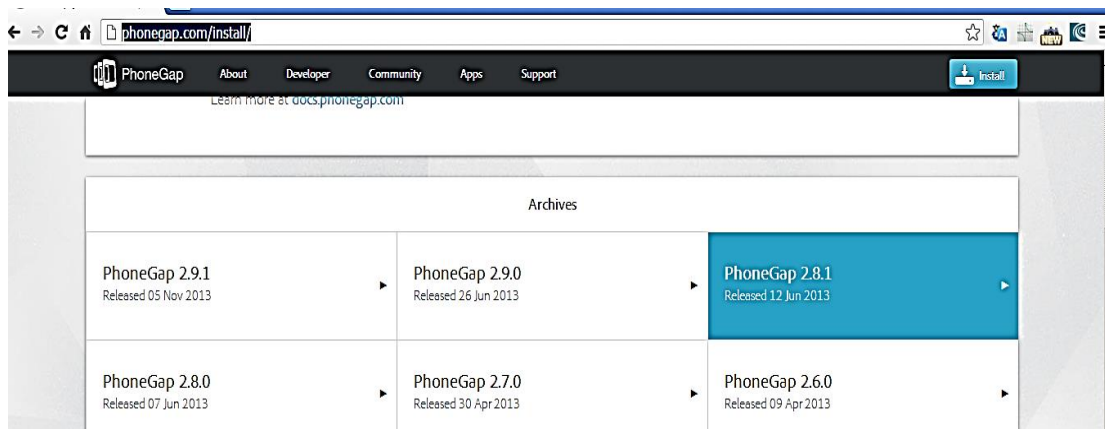 phonegap.com/install/
PhoneGap About Developer Community Apps Support Install
Learn more at docs.phonegap.com
Archives
PhoneGap 2.9.1 PhoneGap 2.9.0 PhoneGap 2.8.1
Released 05 Nov 2013 Released 26 Jun 2013 Released 12 Jun 2013
PhoneGap 2.8.0 PhoneGap 2.7.0 PhoneGap 2.6.0
Released 07 Jun 2013 Released 30 Apr 2013 Released 09 Apr 2013